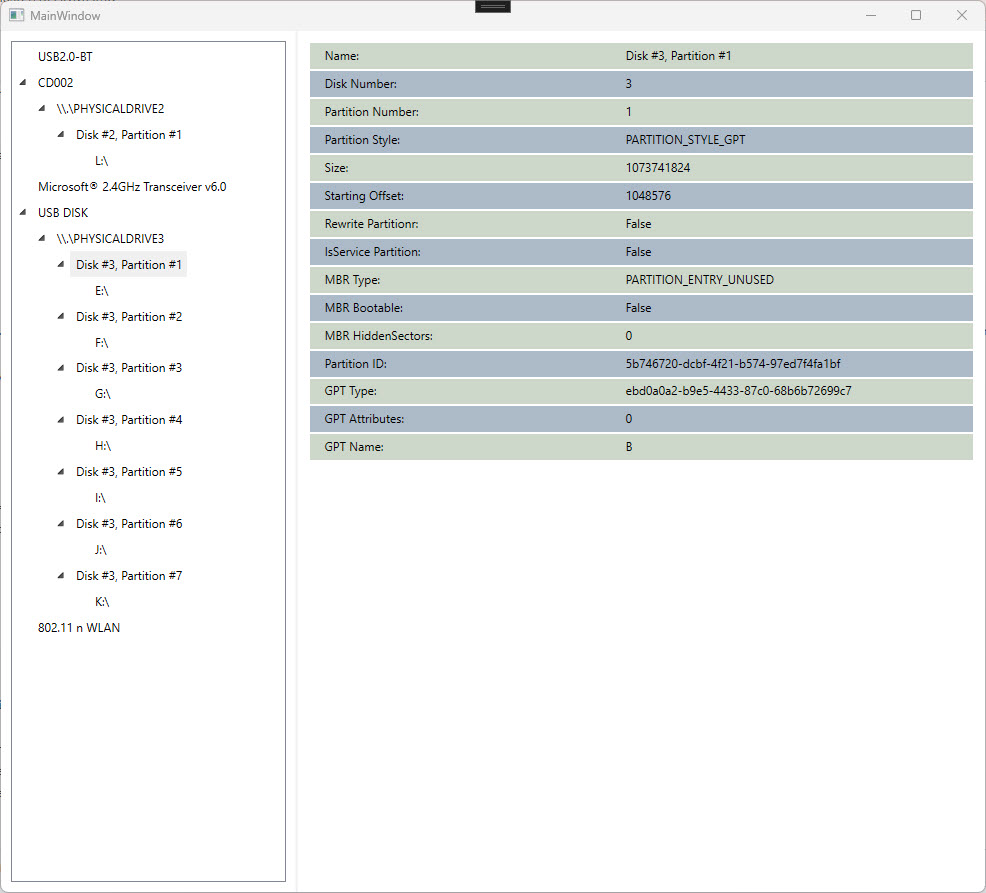 MainWindow
USB2.0-BT
CD002
\\.\PHYSICALDRIVE2
Disk #2, Partition #1
L:\
Microsoft® 2.4GHz Transceiver v6.0
USB DISK
\\.\PHYSICALDRIVE3
Disk #3, Partition #1
E:\
Disk #3, Partition #2
F:\
Disk #3, Partition #3
G:\
Disk #3, Partition #4
H:\
Disk #3, Partition #5
I:\
Disk #3, Partition #6
J:\
Disk #3, Partition #7
K:\
802.11 n WLAN
Name: Disk #3, Partition #1
Disk Number: 3
Partition Number: 1
Partition Style: PARTITION_STYLE_GPT
Size: 1073741824
Starting Offset: 1048576
Rewrite Partitionr: False
IsService Partition: False
MBR Type: PARTITION_ENTRY_UNUSED
MBR Bootable: False
MBR HiddenSectors: 0
Partition ID: 5b746720-dcbf-4f21-b574-97ed7f4fa1bf
GPT Type: ebd0a0a2-b9e5-4433-87c0-68b6b72699c7
GPT Attributes: 0
GPT Name: B